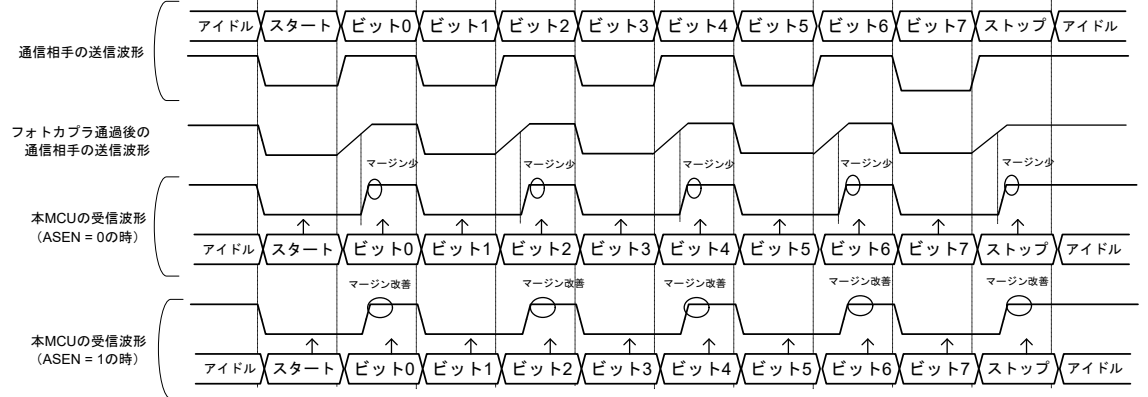 アイドル スタート ビット0 ビット1 ビット2 ビット3 ビット4 ビット5 ビット6 ビット7 ストップ アイドル
通信相手の送信波形
フォトカプラ通過後の
通信相手の送信波形
マージン少 マージン少 マージン少 マージン少 マージン少
本MCUの受信波形
（ASEN = 0の時）
アイドル スタート ビット0 ビット1 ビット2 ビット3 ビット4 ビット5 ビット6 ビット7 ストップ アイドル
マージン改善 マージン改善 マージン改善 マージン改善 マージン改善
本MCUの受信波形
（ASEN = 1の時）
アイドル スタート ビット0 ビット1 ビット2 ビット3 ビット4 ビット5 ビット6 ビット7 ストップ アイドル